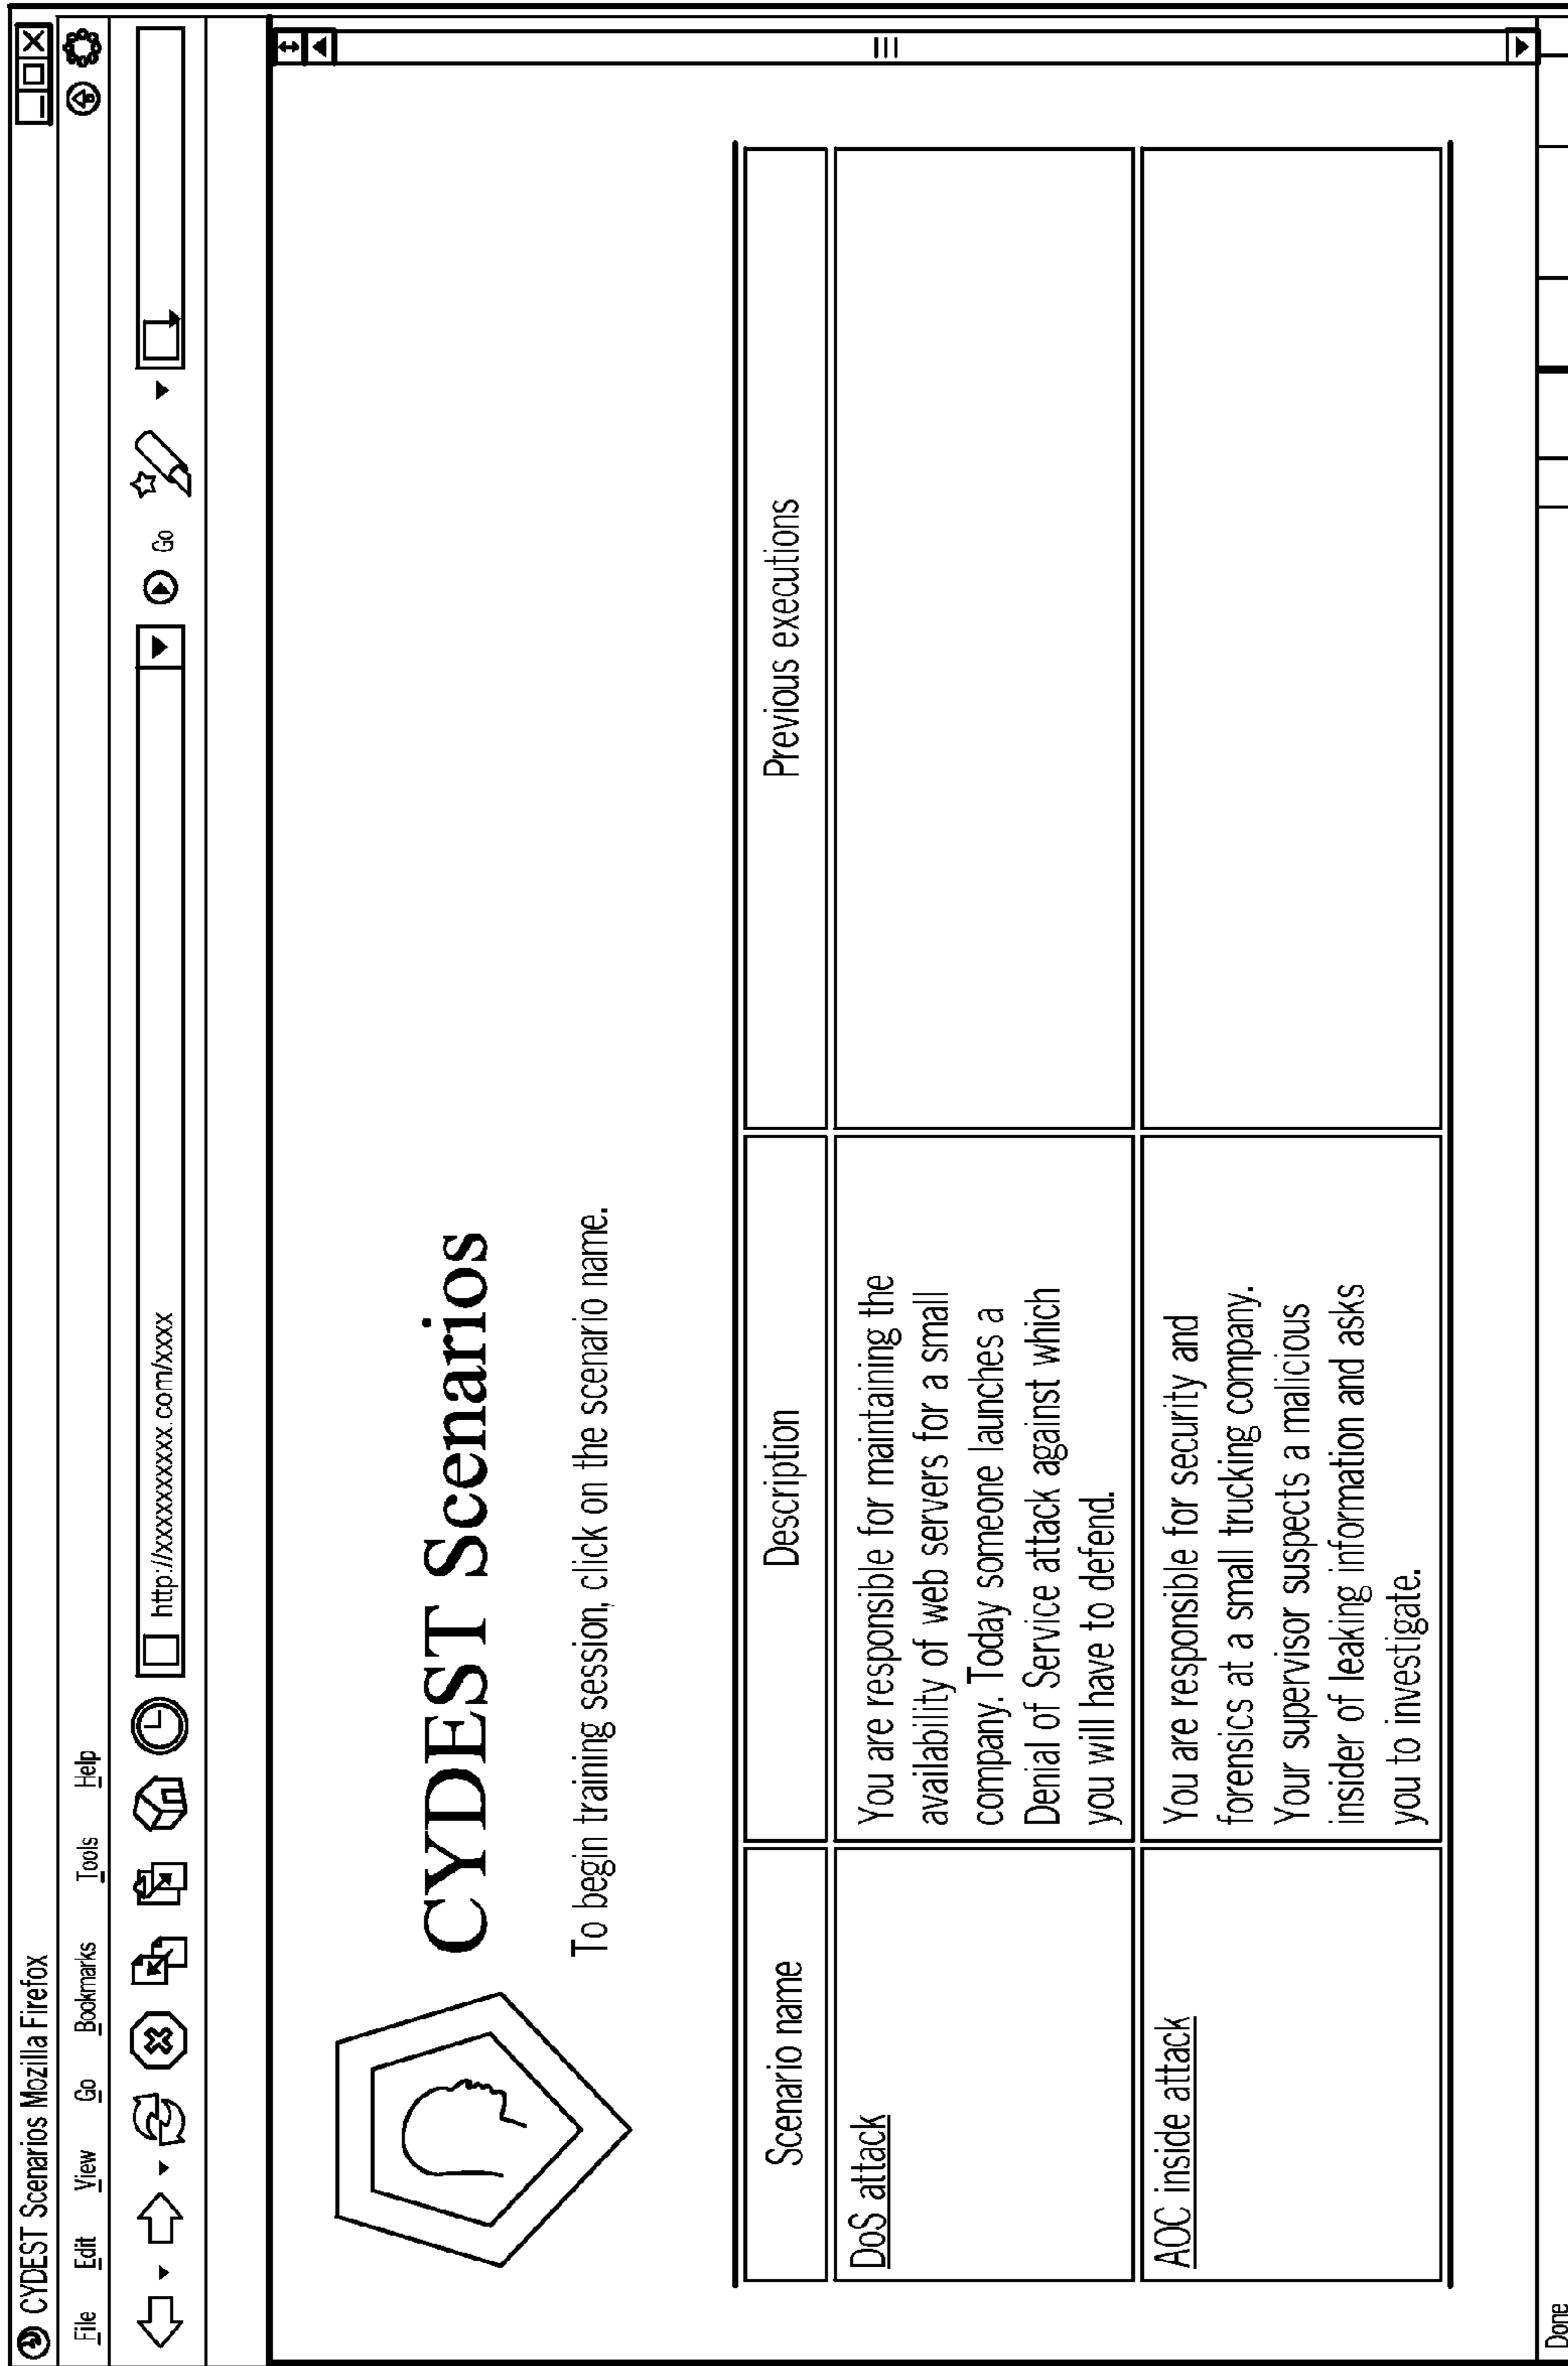 CYDEST Scenarios Mozilla Firefox
File Edit View Go Bookmarks Tools Help
http://xxxxxxxxxx.com/xxxx
Go
CYDEST Scenarios
To begin training session, click on the scenario name.
Scenario name
Description
Previous executions
DoS attack
You are responsible for maintaining the
availability of web servers for a small
company. Today someone launches a
Denial of Service attack against which
you will have to defend.
AOC inside attack
You are responsible for security and
forensics at a small trucking company.
Your supervisor suspects a malicious
insider of leaking information and asks
you to investigate.
Done